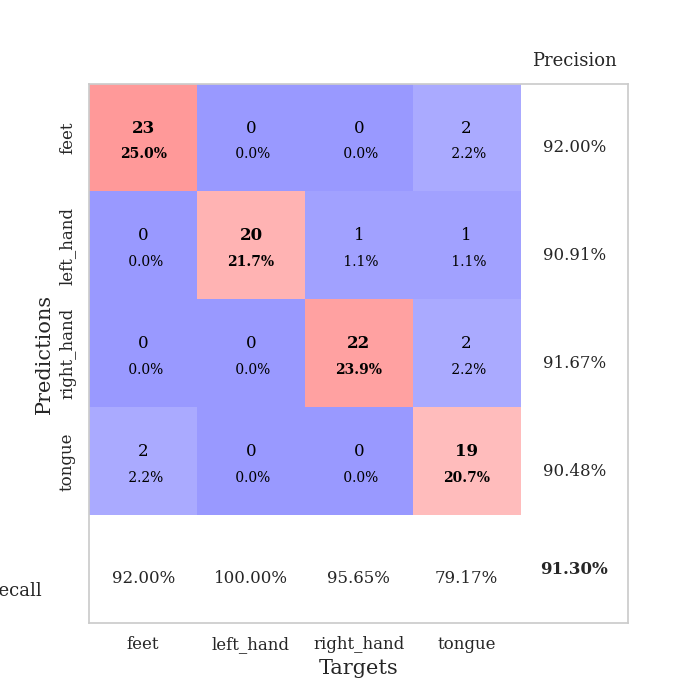 Precision
feet
23 0 0 2 92.00%
25.0% 0.0% 0.0% 2.2%
left_hand
20 1 1 90.91%
0 0.0% 21.7% 1.1% 1.1%
right_hand
0 0 22 2 91.67%
0.0% 0.0% 23.9% 2.2%
tongue
2 0 0 19 90.48%
2.2% 0.0% 0.0% 20.7%
Predictions
ecall
92.00% 100.00% 95.65% 79.17% 91.30%
feet left_hand right_hand tongue
Targets